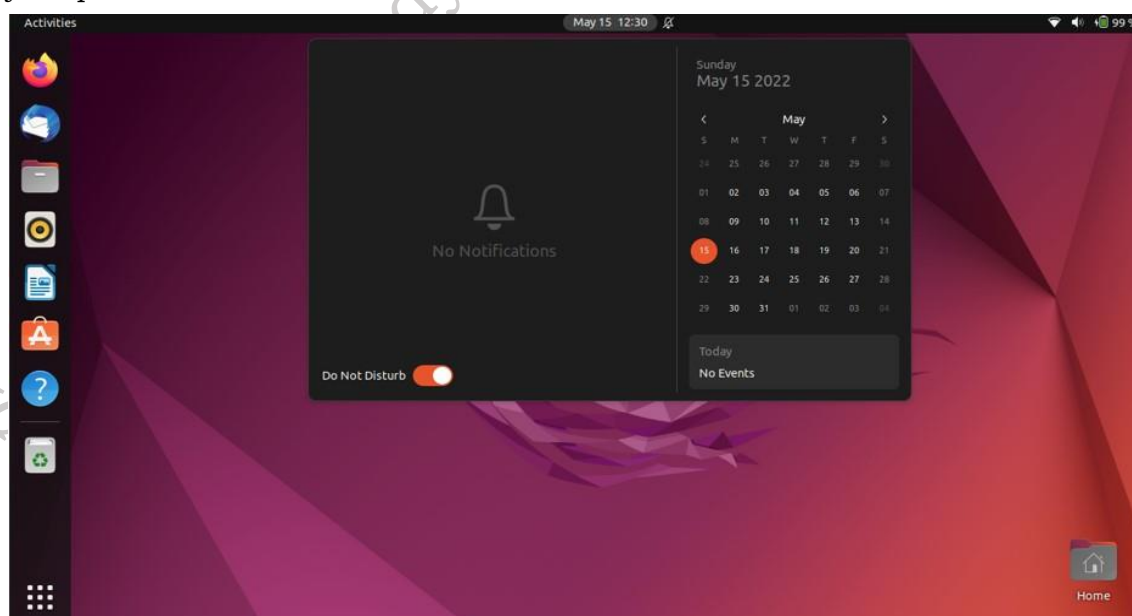 Activities
May 15 12:30
99 %
Sunday
May 15 2022
May
S M T W T F S
24 25 26 27 28 29 30
01 02 03 04 05 06 07
08 09 10 11 12 13 14
15 16 17 18 19 20 21
22 23 24 25 26 27 28
29 30 31 01 02 03 04
No Notifications
Today
No Events
Do Not Disturb
Home